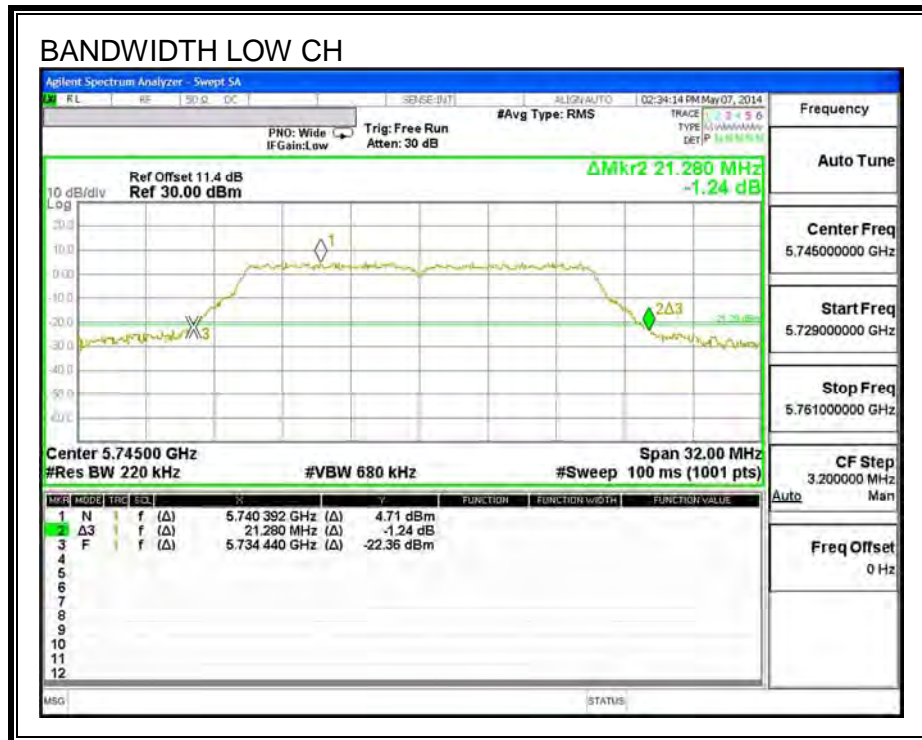 BANDWIDTH LOW CH
Agilent Spectrum Analyzer - Swept SA
RL RF 50 Ω DC SENSE:INT ALIGN AUTO 02:34:14 PM May 07, 2014
#Avg Type: RMS TRACE 1 2 3 4 5 6
PNO: Wide Trig: Free Run TYPE
IFGain:Low Atten: 30 dB DET P N N N N N
ΔMkr2 21.280 MHz
-1.24 dB
Ref Offset 11.4 dB
10 dB/div Ref 30.00 dBm
Log
20.0
10.0
0.00
-10.0
-20.0
-30.0
-40.0
-50.0
-60.0
1
2Δ3
3
Center 5.74500 GHz Span 32.00 MHz
#Res BW 220 kHz #VBW 680 kHz #Sweep 100 ms (1001 pts)
MKR MODE TRC SCL X Y FUNCTION FUNCTION WIDTH FUNCTION VALUE
1 N 1 f (Δ) 5.740 392 GHz (Δ) 4.71 dBm
2 Δ3 1 f (Δ) 21.280 MHz (Δ) -1.24 dB
3 F 1 f (Δ) 5.734 440 GHz (Δ) -22.36 dBm
4
5
6
7
8
9
10
11
12
MSG STATUS
Frequency
Auto Tune
Center Freq
5.745000000 GHz
Start Freq
5.729000000 GHz
Stop Freq
5.761000000 GHz
CF Step
3.200000 MHz
Auto Man
Freq Offset
0 Hz